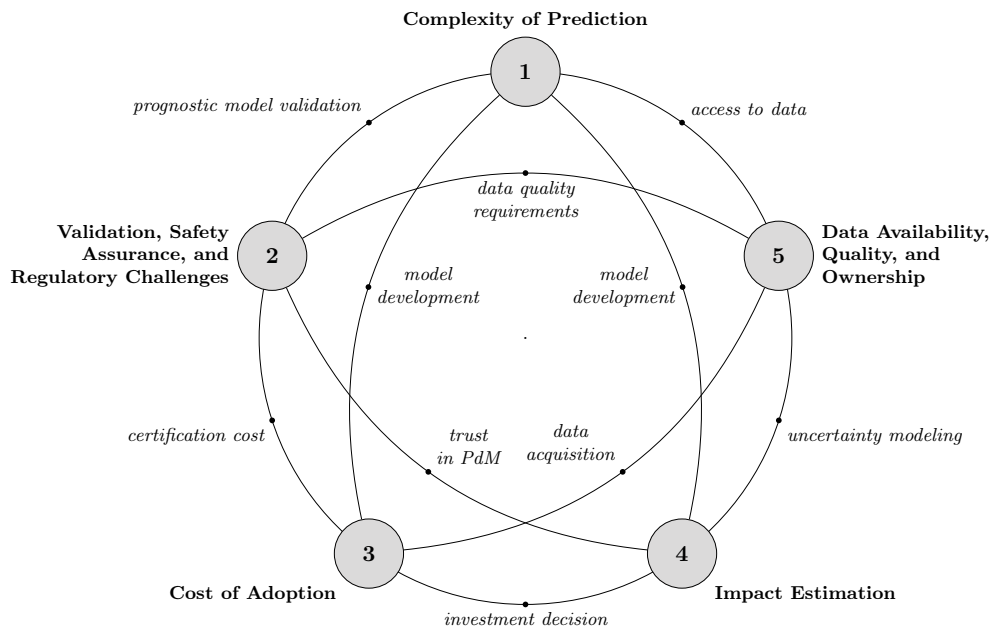 Complexity of Prediction
1
prognostic model validation
access to data
data quality
requirements
Validation, Safety
Assurance, and
Regulatory Challenges
2
5
Data Availability,
Quality, and
Ownership
model
development
model
development
certification cost
trust
in PdM
data
acquisition
uncertainty modeling
3
4
Cost of Adoption
Impact Estimation
investment decision